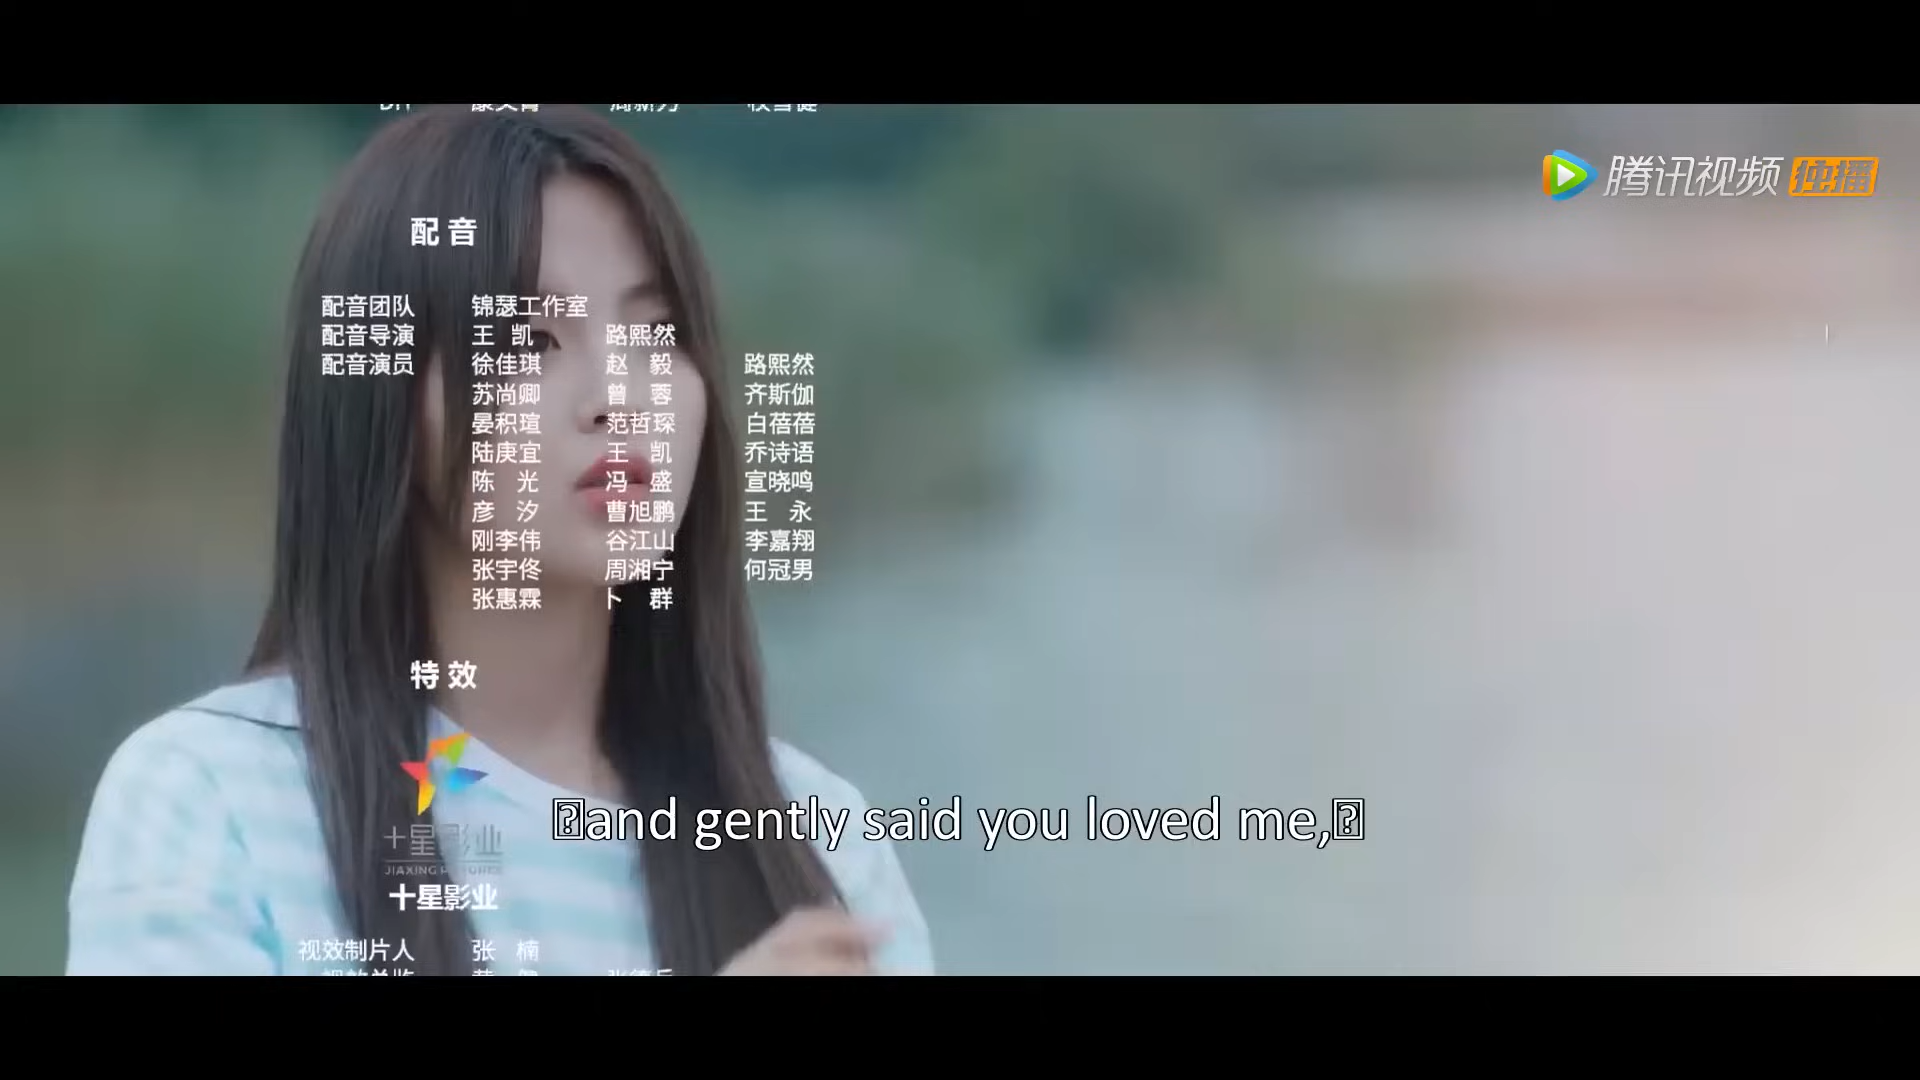 腾讯视频 独播
配音
配音团队 锦瑟工作室
配音导演 王凯 路熙然
配音演员 徐佳琪 赵毅 路熙然
苏尚卿 曾蓉 齐斯伽
晏积瑄 范哲琛 白蓓蓓
陆庚宜 王凯 乔诗语
陈光 冯盛 宣晓鸣
彦汐 曹旭鹏 王永
刚李伟 谷江山 李嘉翔
张宇佟 周湘宁 何冠男
张惠霖 卜群
特效
十星影业
JIAXING PICTURES
and gently said you loved me,
十星影业
视效制片人 张楠